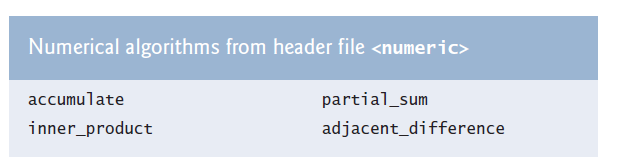 Numerical algorithms from header file <numeric>
accumulate partial_sum
inner_product adjacent_difference